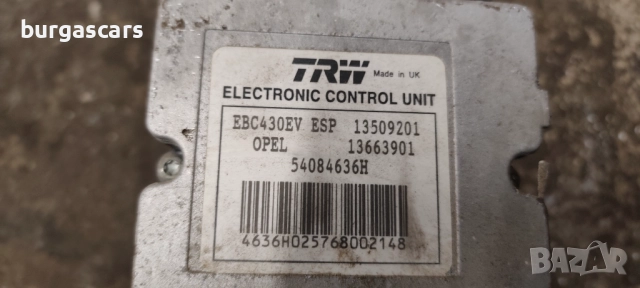 burgascars
TRW Made in UK
ELECTRONIC CONTROL UNIT
EBC430EV ESP 13509201
OPEL 13663901
54084636H
4636H025768002148
BAZAR